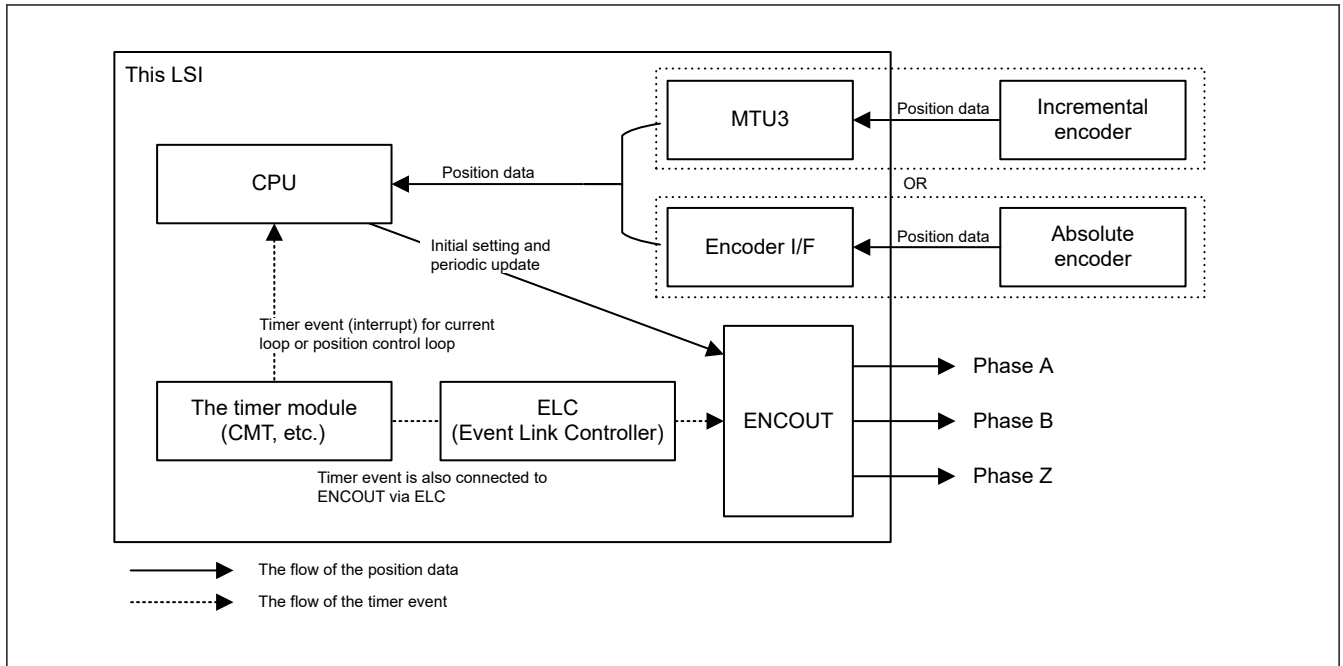 This LSI
MTU3
Position data
Incremental
encoder
CPU
Position data
OR
Encoder I/F
Position data
Absolute
encoder
Initial setting and
periodic update
Timer event (interrupt) for current
loop or position control loop
The timer module
(CMT, etc.)
ELC
(Event Link Controller)
ENCOUT
Phase A
Phase B
Phase Z
Timer event is also connected to
ENCOUT via ELC
The flow of the position data
The flow of the timer event